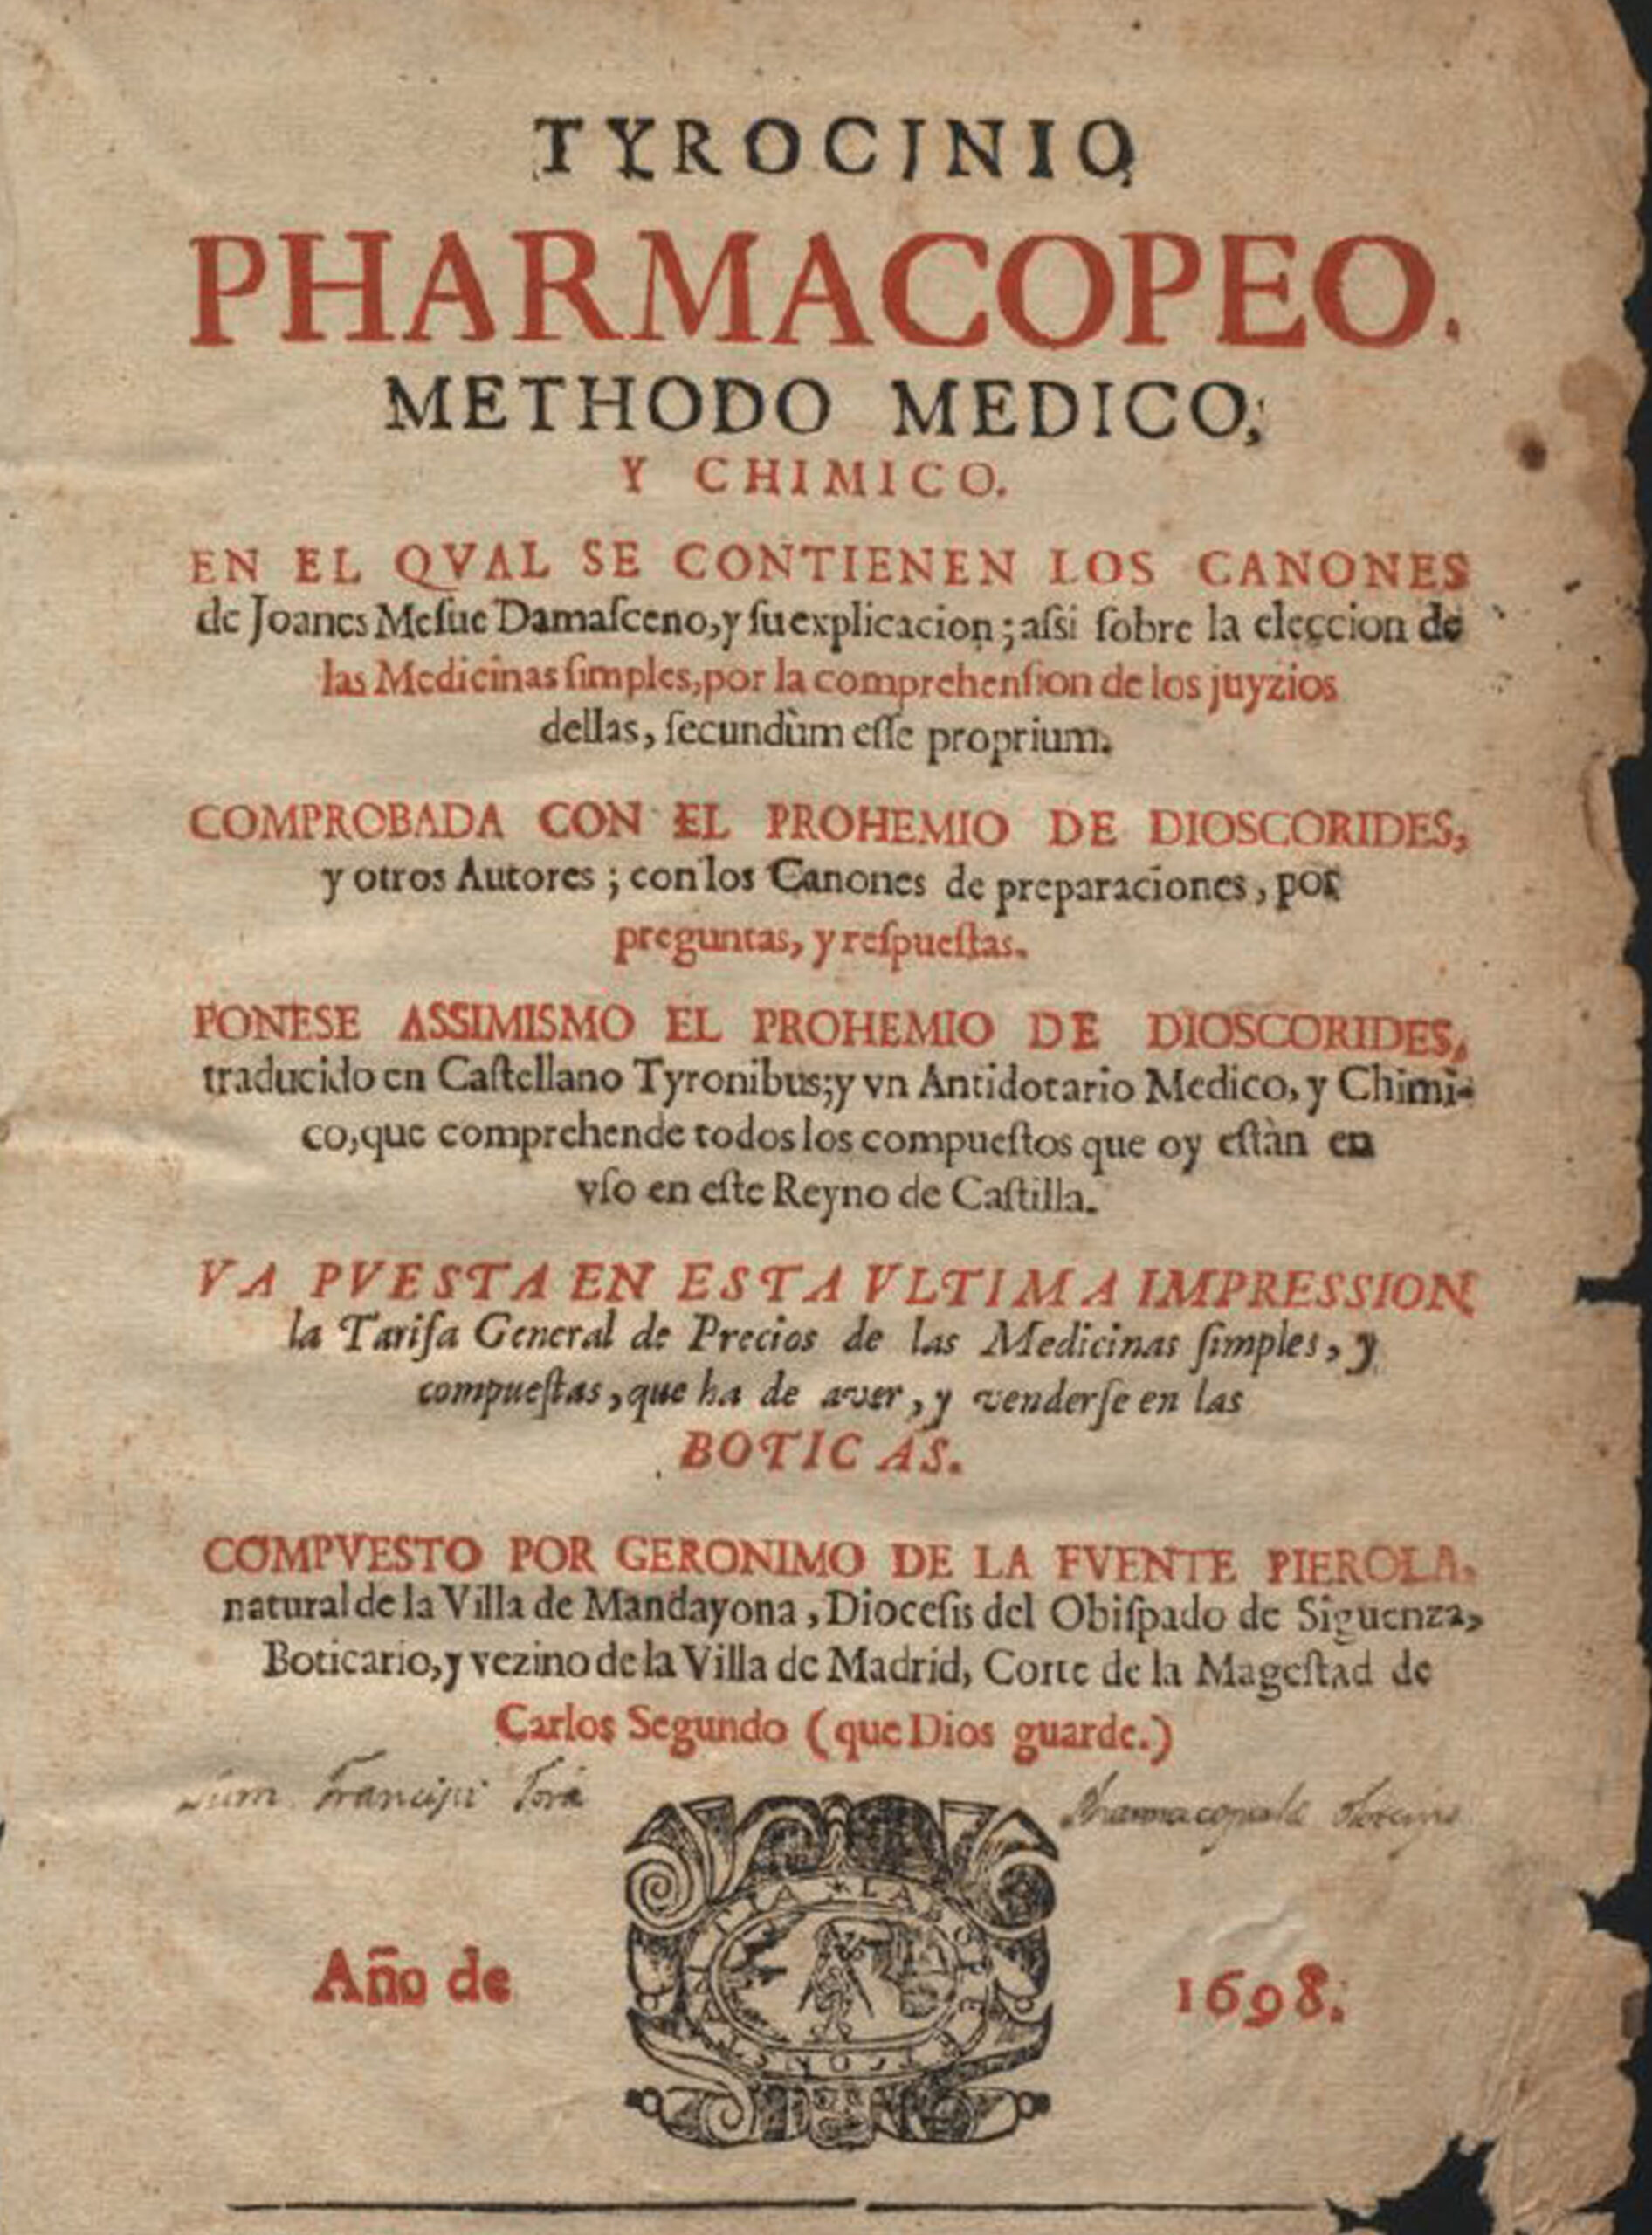 TYROCINIO
PHARMACOPEO.
METHODO MEDICO;
Y CHIMICO.
EN EL QVAL SE CONTIENEN LOS CANONES
de Joanes Mesue Damaſceno, y ſu explicacion; aſsi ſobre la eleccion de
las Medicinas ſimples, por la comprehenſion de los juyzios
dellas, ſecundùm eſſe proprium.
COMPROBADA CON EL PROHEMIO DE DIOSCORIDES,
y otros Autores; con los Canones de preparaciones, por
preguntas, y reſpueſtas.
PONESE ASSIMISMO EL PROHEMIO DE DIOSCORIDES,
traducido en Caſtellano Tyronibus; y vn Antidotario Medico, y Chimi-
co, que comprehende todos los compueſtos que oy eſtàn en
vſo en eſte Reyno de Caſtilla.
VA PVESTA EN ESTA VLTIMA IMPRESSION
la Tarifa General de Precios de las Medicinas ſimples, y
compueſtas, que ha de aver, y venderſe en las
BOTICAS.
COMPVESTO POR GERONIMO DE LA FVENTE PIEROLA,
natural de la Villa de Mandayona, Dioceſis del Obiſpado de Siguenza,
Boticario, y vezino de la Villa de Madrid, Corte de la Mageſtad de
Carlos Segundo (que Dios guarde.)
Sum Francisci
LABORE ET CONSTANTIA
Año de 1698.